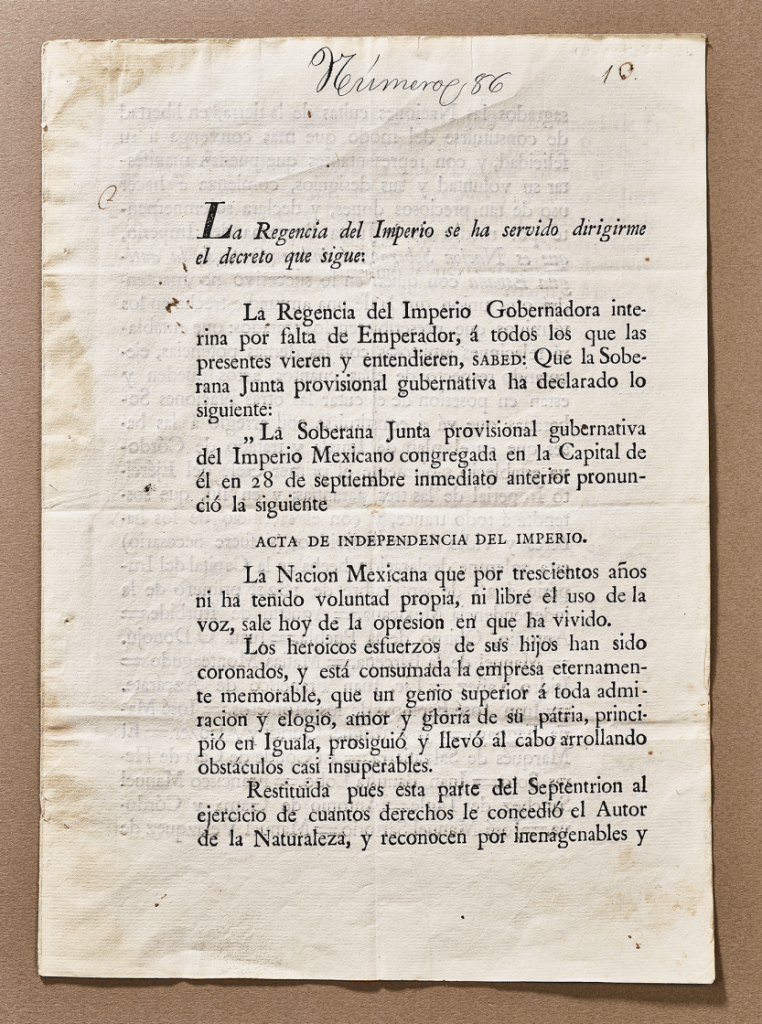 Número 86
10.
La Regencia del Imperio se ha servido dirigirme
el decreto que sigue:
La Regencia del Imperio Gobernadora inte-
rina por falta de Emperador, á todos los que las
presentes vieren y entendieren, SABED: Que la Sobe-
rana Junta provisional gubernativa ha declarado lo
siguiente:
„La Soberana Junta provisional gubernativa
del Imperio Mexicano congregada en la Capital de
él en 28 de septiembre inmediato anterior pronun-
ció la siguiente
ACTA DE INDEPENDENCIA DEL IMPERIO.
La Nacion Mexicana que por trescientos años
ni ha tenido voluntad propia, ni libre el uso de la
voz, sale hoy de la opresion en que ha vivido.
Los heroicos esfuerzos de sus hijos han sido
coronados, y está consumada la empresa eternamen-
te memorable, que un genio superior á toda admi-
racion y elogio, amor y gloria de su pátria, princi-
pió en Iguala, prosiguió y llevó al cabo arrollando
obstáculos casi insuperables.
Restituida pues esta parte del Septentrion al
ejercicio de cuantos derechos le concedió el Autor
de la Naturaleza, y reconocen por inenagenables y